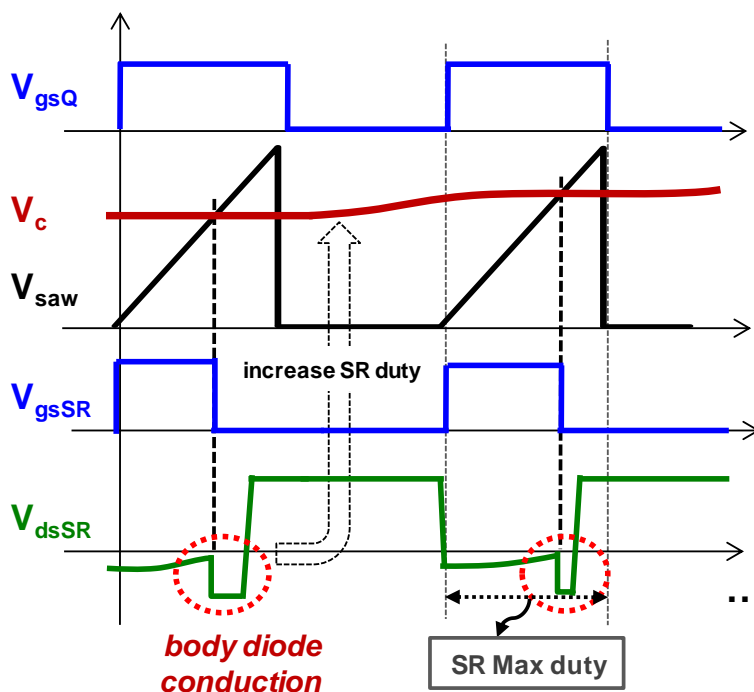 VgsQ
Vc
Vsaw
increase SR duty
VgsSR
VdsSR
..
body diode
conduction
SR Max duty